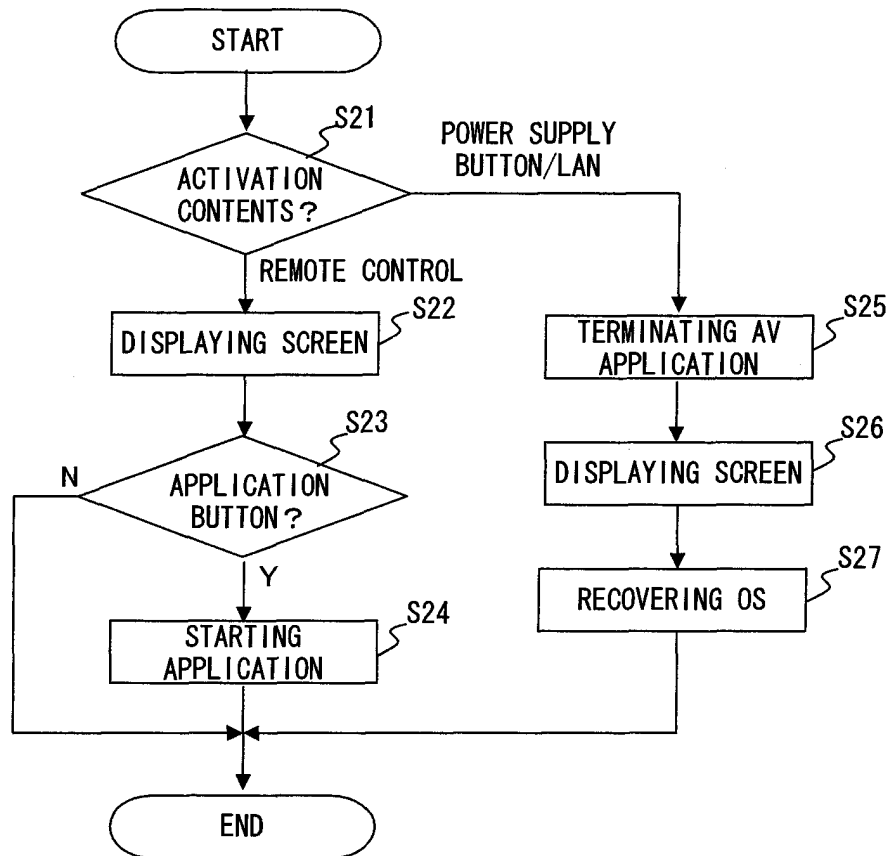 START
S21
ACTIVATION
CONTENTS?
POWER SUPPLY
BUTTON/LAN
REMOTE CONTROL
S22
DISPLAYING SCREEN
S23
N
APPLICATION
BUTTON?
Y
S24
STARTING
APPLICATION
S25
TERMINATING AV
APPLICATION
S26
DISPLAYING SCREEN
S27
RECOVERING OS
END